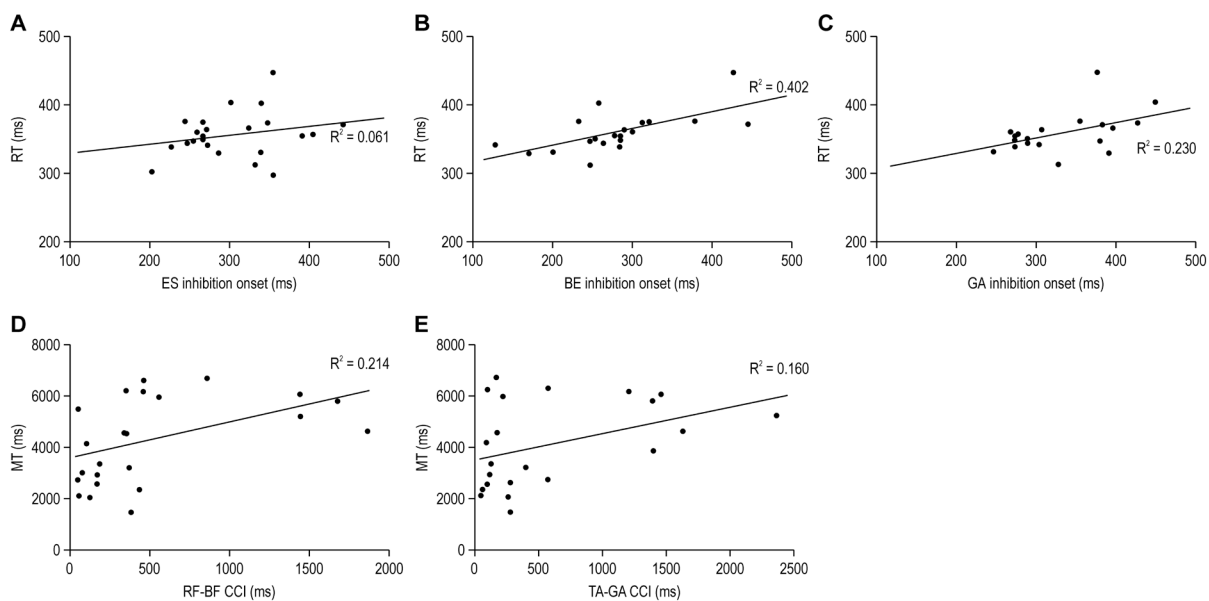 A
500
400
300
200
RT (ms)
R² = 0.061
100 200 300 400 500
ES inhibition onset (ms)
B
500
400
300
200
RT (ms)
R² = 0.402
100 200 300 400 500
BE inhibition onset (ms)
C
500
400
300
200
RT (ms)
R² = 0.230
100 200 300 400 500
GA inhibition onset (ms)
D
8000
6000
4000
2000
0
MT (ms)
R² = 0.214
0 500 1000 1500 2000
RF-BF CCI (ms)
E
8000
6000
4000
2000
0
MT (ms)
R² = 0.160
0 500 1000 1500 2000 2500
TA-GA CCI (ms)